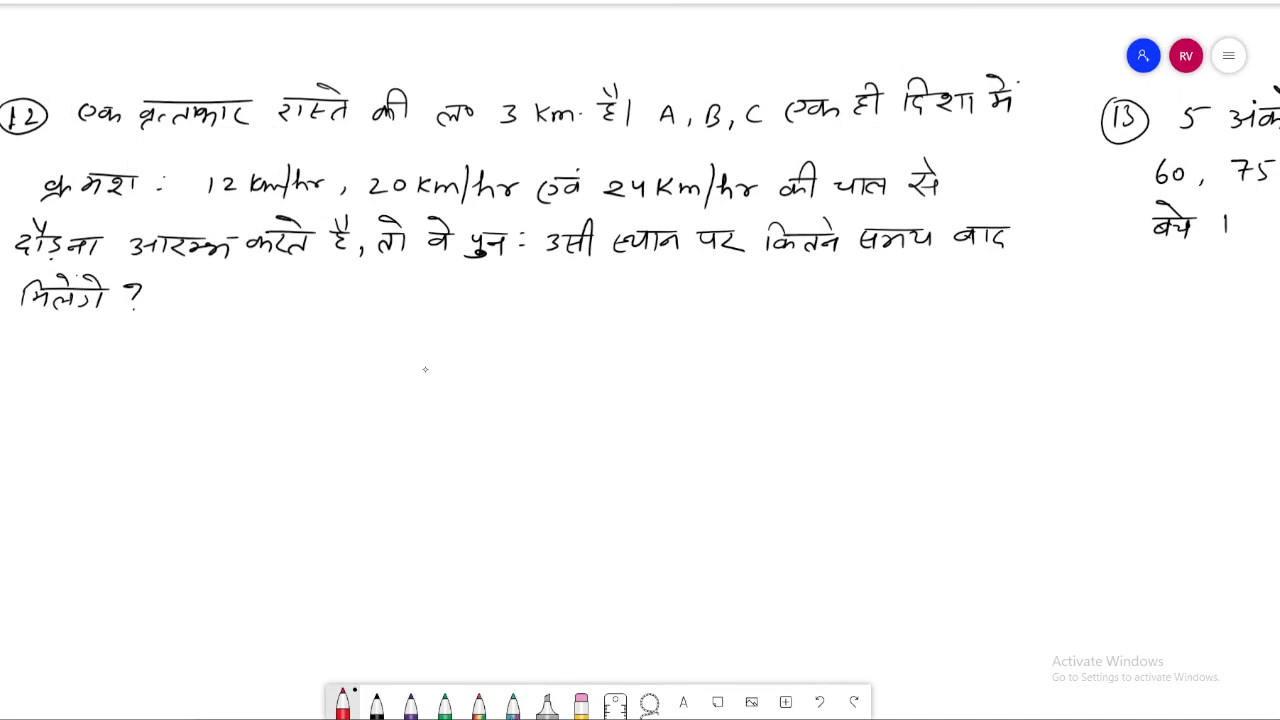 RV
(12) एक वृत्ताकार रास्ते की ल० 3 Km. है। A, B, C एक ही दिशा में
क्रमशः 12 km/hr, 20 Km/hr एवं 24 Km/hr की चाल से
दौड़ना आरम्भ करते है, तो वे पुनः उसी स्थान पर कितने समय बाद
मिलेंगे ?
(13) 5 अंको
60, 75
बचे ।
Activate Windows
Go to Settings to activate Windows.
A